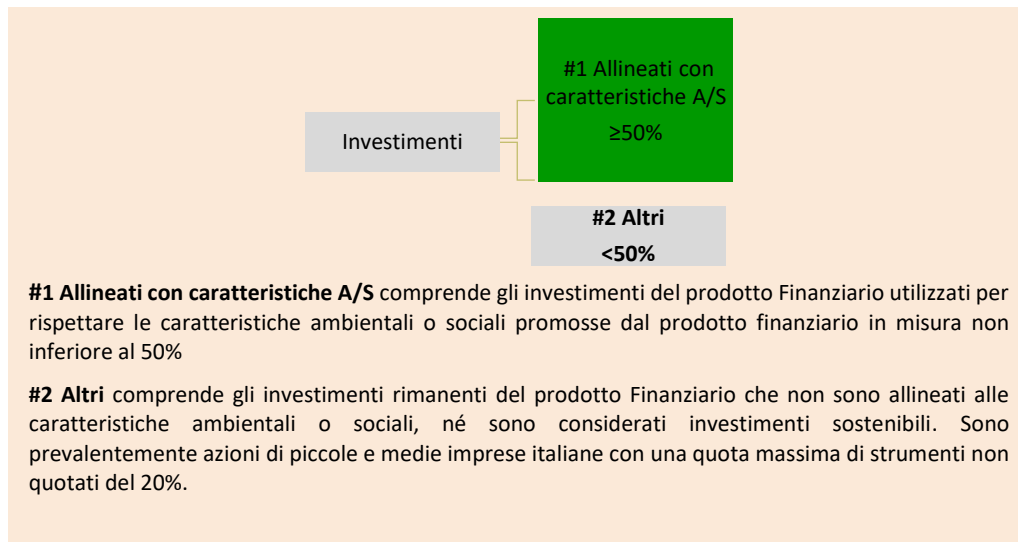 #1 Allineati con
caratteristiche A/S
≥50%
Investimenti
#2 Altri
<50%
#1 Allineati con caratteristiche A/S comprende gli investimenti del prodotto Finanziario utilizzati per
rispettare le caratteristiche ambientali o sociali promosse dal prodotto finanziario in misura non
inferiore al 50%
#2 Altri comprende gli investimenti rimanenti del prodotto Finanziario che non sono allineati alle
caratteristiche ambientali o sociali, né sono considerati investimenti sostenibili. Sono
prevalentemente azioni di piccole e medie imprese italiane con una quota massima di strumenti non
quotati del 20%.